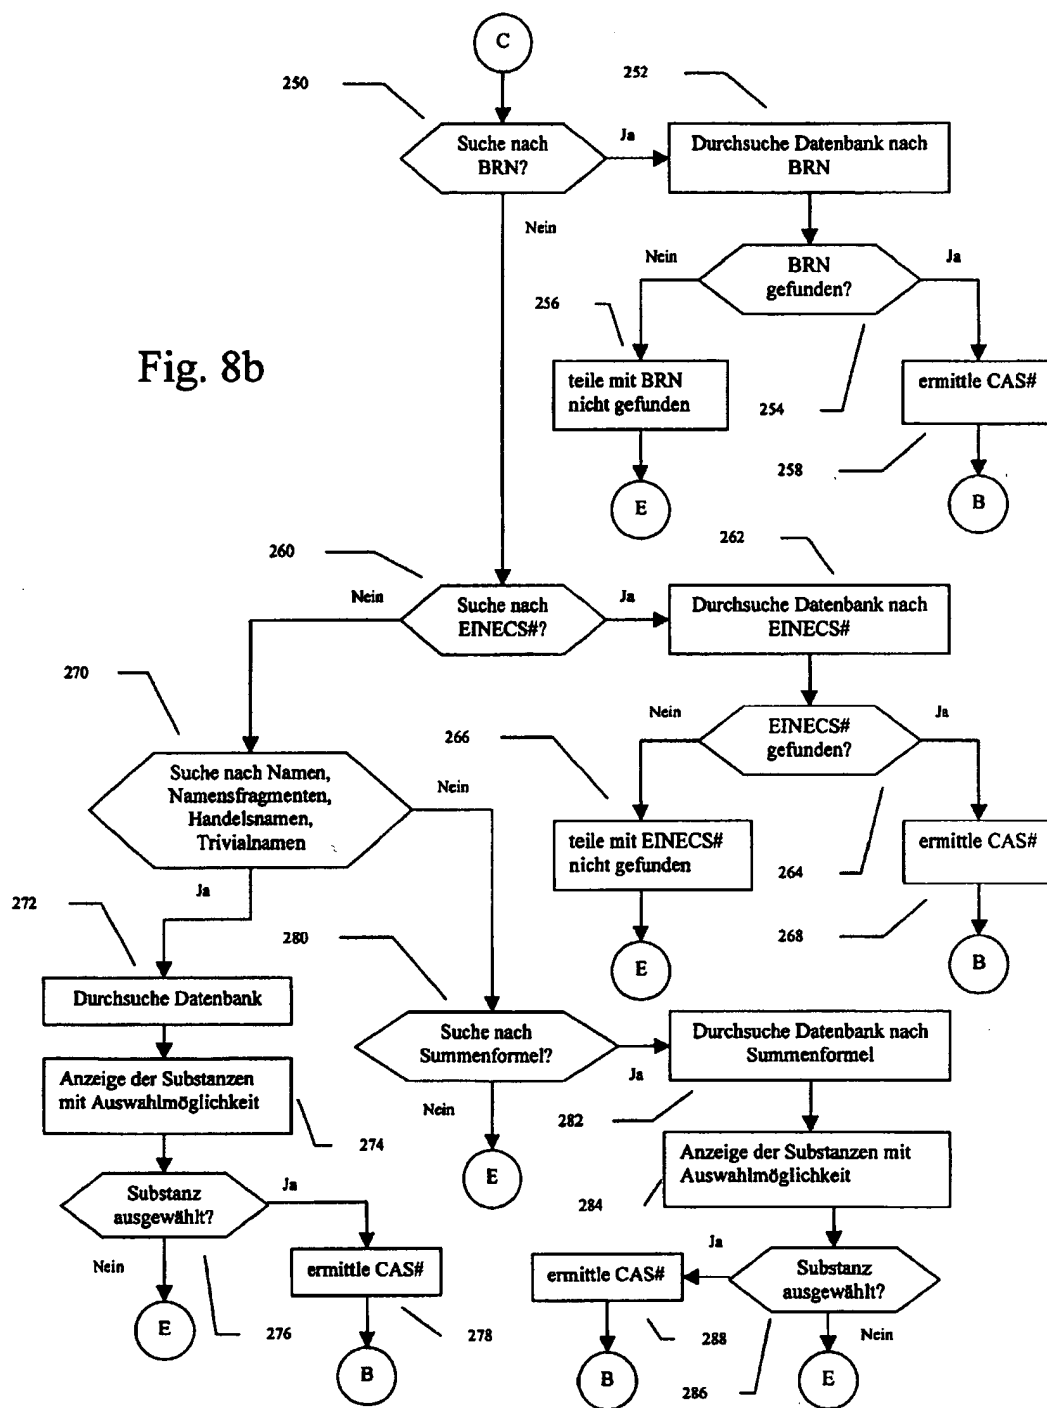 C
250
252
Suche nach
BRN?
Ja
Durchsuche Datenbank nach
BRN
Nein
Nein
BRN
gefunden?
Ja
256
Fig. 8b
teile mit BRN
nicht gefunden
254
ermittle CAS#
258
E
B
260
262
Nein
Suche nach
EINECS#?
Ja
Durchsuche Datenbank nach
EINECS#
270
Nein
EINECS#
gefunden?
Ja
266
Suche nach Namen,
Namensfragmenten,
Handelsnamen,
Trivialnamen
Nein
teile mit EINECS#
nicht gefunden
264
ermittle CAS#
Ja
272
280
268
E
B
Durchsuche Datenbank
Suche nach
Summenformel?
Ja
Durchsuche Datenbank nach
Summenformel
Anzeige der Substanzen
mit Auswahlmöglichkeit
274
Nein
282
E
Anzeige der Substanzen mit
Auswahlmöglichkeit
284
Substanz
ausgewählt?
Ja
Nein
ermittle CAS#
Ja
ermittle CAS#
Substanz
ausgewählt?
E
276
278
288
Nein
B
B
286
E